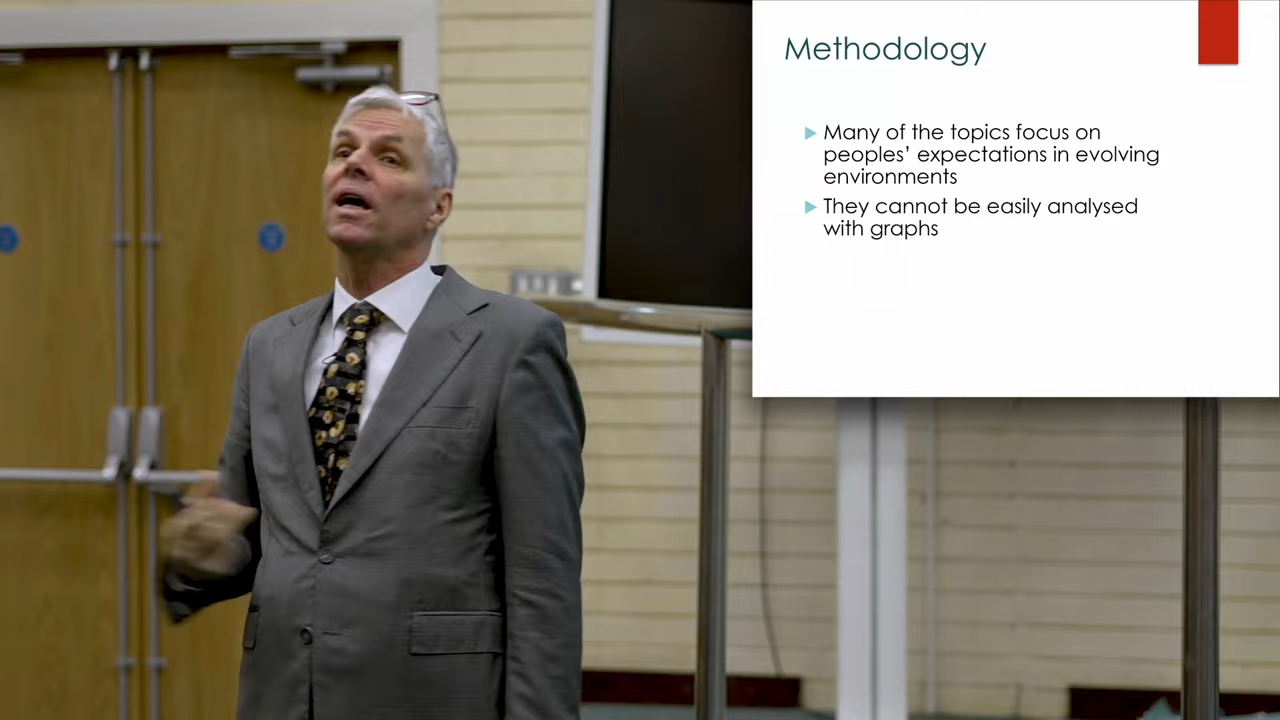 Methodology
Many of the topics focus on
peoples’ expectations in evolving
environments
They cannot be easily analysed
with graphs